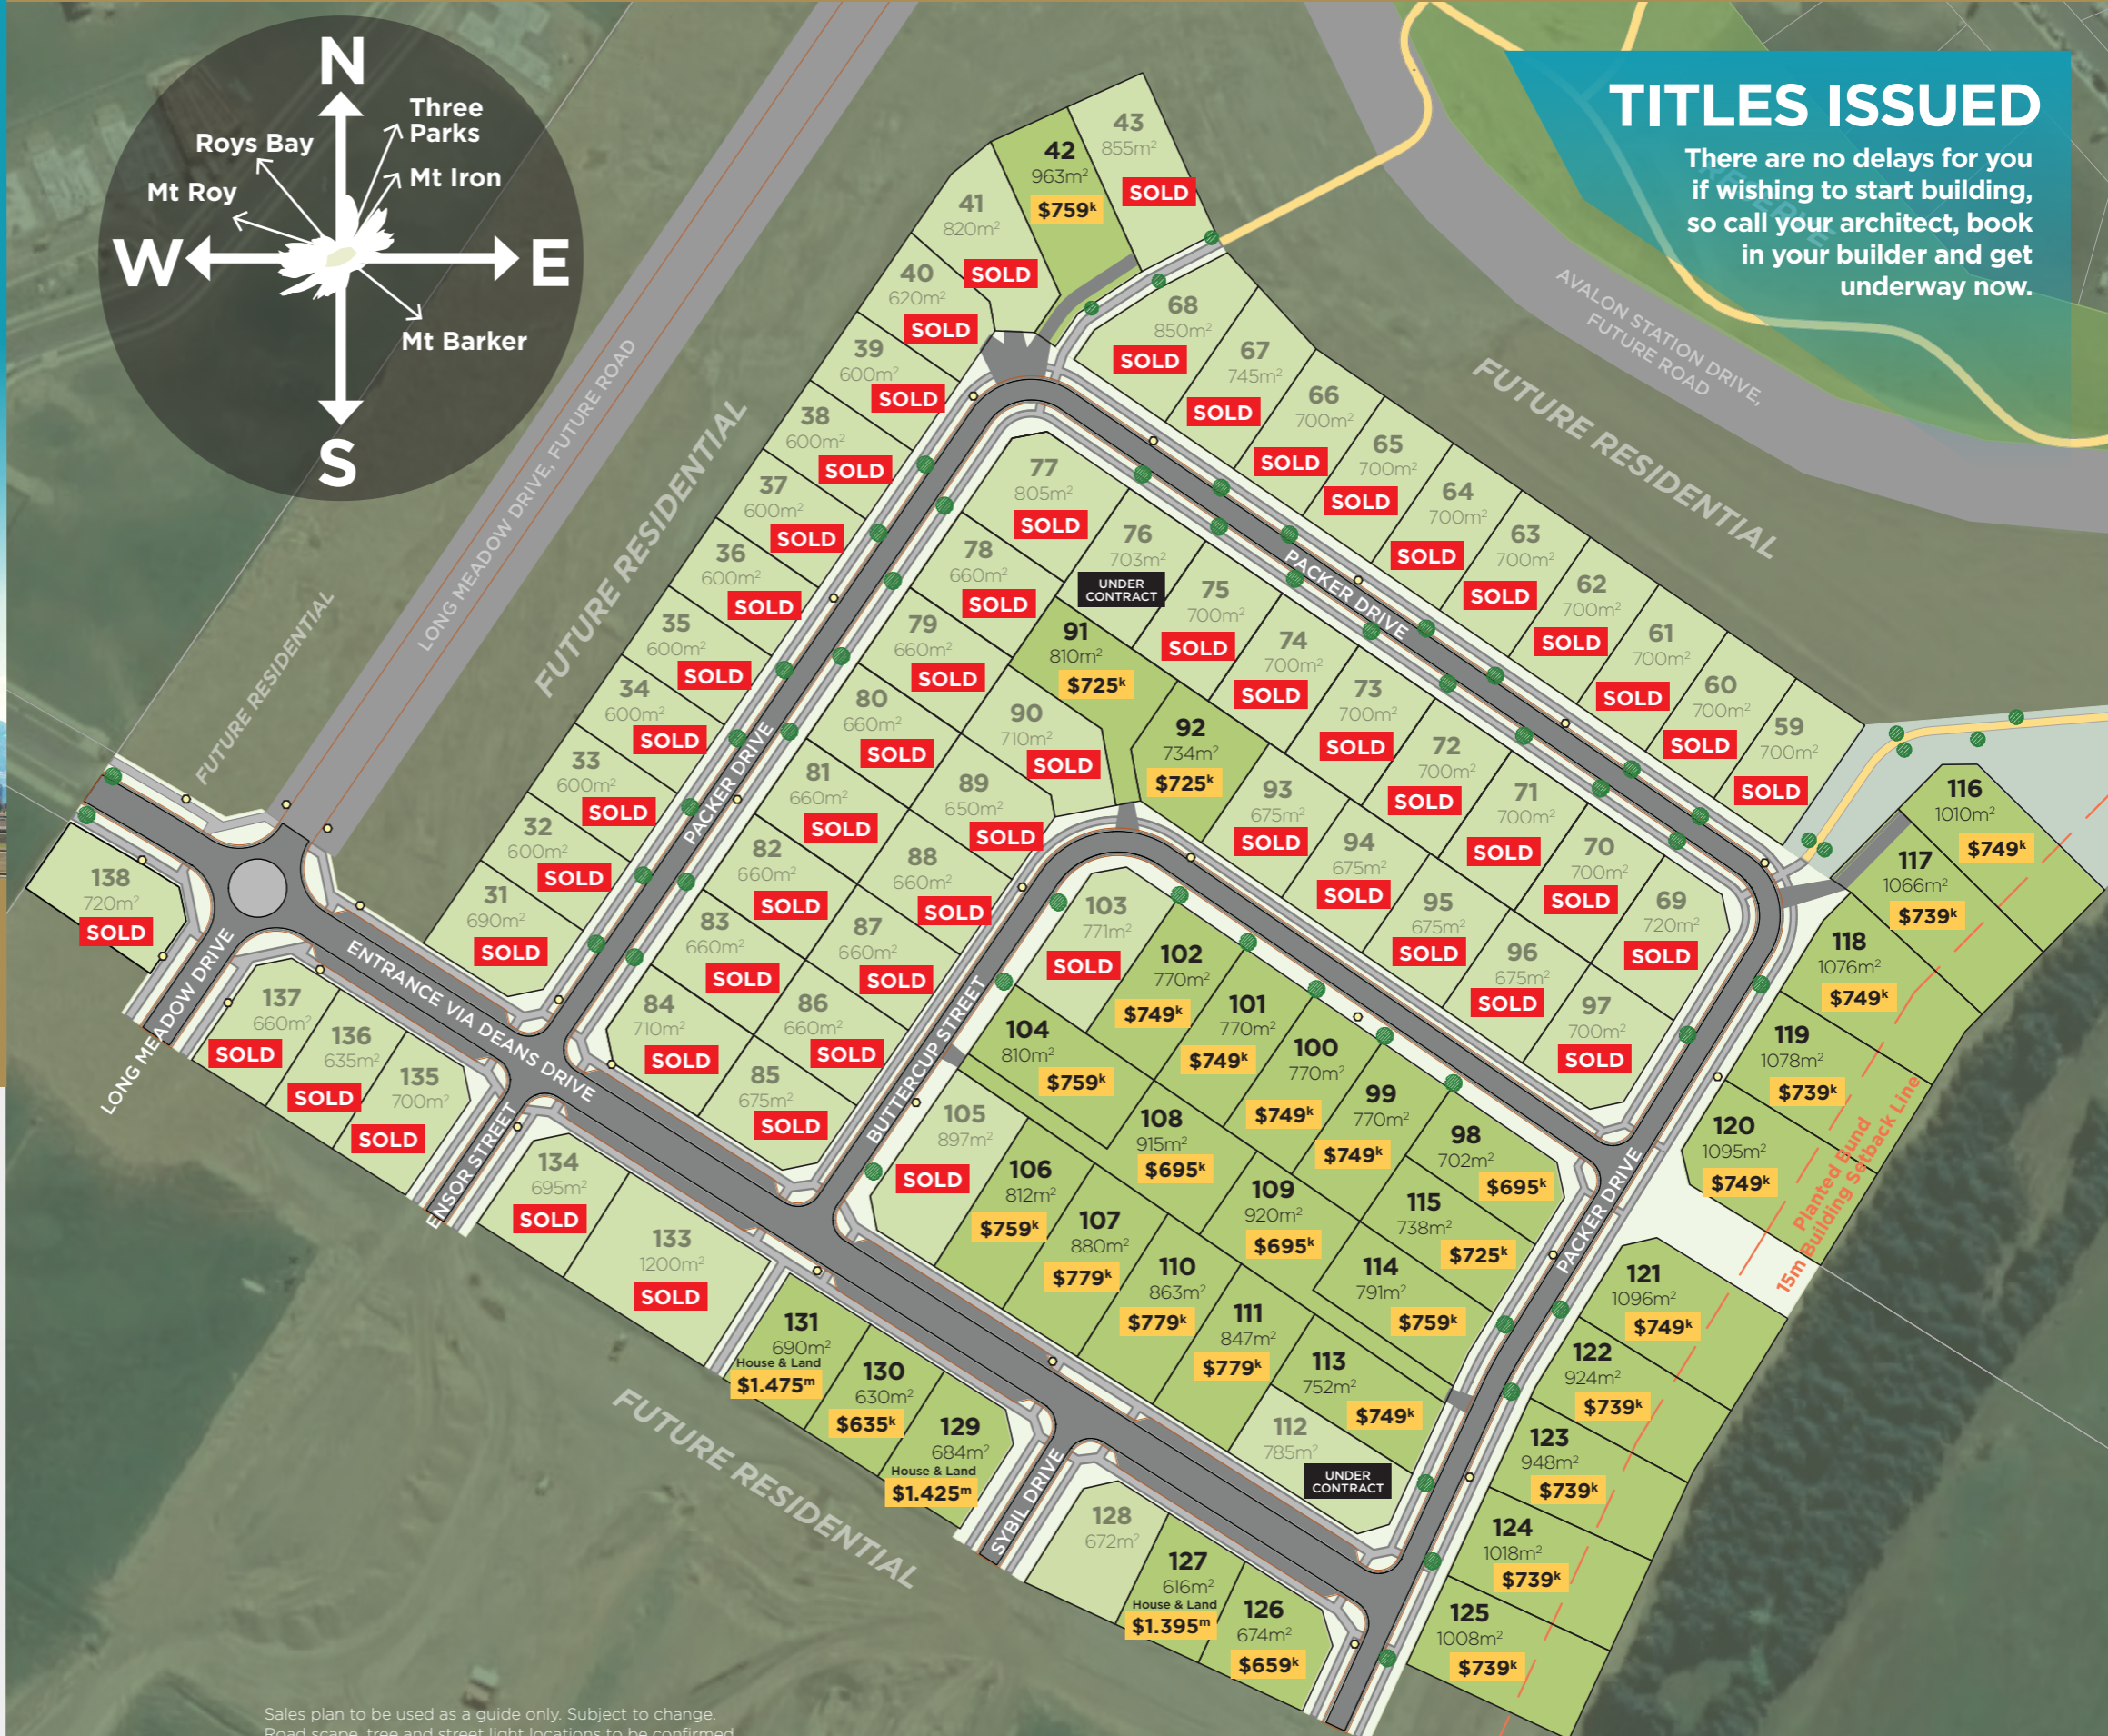 N
Three
Parks
Roys Bay
Mt Iron
Mt Roy
W
E
Mt Barker
S
TITLES ISSUED
There are no delays for you
if wishing to start building,
so call your architect, book
in your builder and get
underway now.
AVALON STATION DRIVE,
FUTURE ROAD
FUTURE RESIDENTIAL
LONG MEADOW DRIVE, FUTURE ROAD
FUTURE RESIDENTIAL
FUTURE RESIDENTIAL
43
855m²
SOLD
42
963m²
$759k
41
820m²
SOLD
40
620m²
SOLD
39
600m²
SOLD
38
600m²
SOLD
37
600m²
SOLD
36
600m²
SOLD
35
600m²
SOLD
34
600m²
SOLD
33
600m²
SOLD
32
600m²
SOLD
31
690m²
SOLD
68
850m²
SOLD
67
745m²
SOLD
66
700m²
SOLD
65
700m²
SOLD
64
700m²
SOLD
63
700m²
SOLD
62
700m²
SOLD
61
700m²
SOLD
60
700m²
SOLD
59
700m²
SOLD
PACKER DRIVE
PACKER DRIVE
77
805m²
SOLD
76
703m²
UNDER
CONTRACT
75
700m²
SOLD
74
700m²
SOLD
73
700m²
SOLD
72
700m²
SOLD
71
700m²
SOLD
70
700m²
SOLD
69
720m²
SOLD
78
660m²
SOLD
79
660m²
SOLD
80
660m²
SOLD
81
660m²
SOLD
82
660m²
SOLD
83
660m²
SOLD
84
710m²
SOLD
85
675m²
SOLD
86
660m²
SOLD
87
660m²
SOLD
88
660m²
SOLD
89
650m²
SOLD
90
710m²
SOLD
91
810m²
$725k
92
734m²
$725k
93
675m²
SOLD
94
675m²
SOLD
95
675m²
SOLD
96
675m²
SOLD
97
700m²
SOLD
BUTTERCUP STREET
103
771m²
SOLD
102
770m²
$749k
101
770m²
$749k
100
770m²
$749k
99
770m²
$749k
98
702m²
$695k
104
810m²
$759k
105
897m²
SOLD
106
812m²
$759k
107
880m²
$779k
108
915m²
$695k
109
920m²
$695k
110
863m²
$779k
111
847m²
$779k
112
785m²
UNDER
CONTRACT
113
752m²
$749k
114
791m²
$759k
115
738m²
$725k
PACKER DRIVE
116
1010m²
$749k
117
1066m²
$739k
118
1076m²
$749k
119
1078m²
$739k
120
1095m²
$749k
Planted Bund
15m Building Setback Line
121
1096m²
$749k
122
924m²
$739k
123
948m²
$739k
124
1018m²
$739k
125
1008m²
$739k
ENTRANCE VIA DEANS DRIVE
LONG MEADOW DRIVE
138
720m²
SOLD
137
660m²
SOLD
136
635m²
SOLD
135
700m²
SOLD
ENSOR STREET
134
695m²
SOLD
133
1200m²
SOLD
131
690m²
House & Land
$1.475m
130
630m²
$635k
129
684m²
House & Land
$1.425m
SYBIL DRIVE
128
672m²
127
616m²
House & Land
$1.395m
126
674m²
$659k
FUTURE RESIDENTIAL
Sales plan to be used as a guide only. Subject to change.
Road scape, tree and street light locations to be confirmed